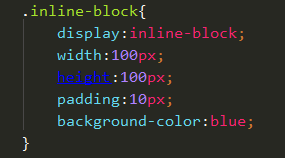 .inline-block{
display:inline-block;
width:100px;
height:100px;
padding:10px;
background-color:blue;
}